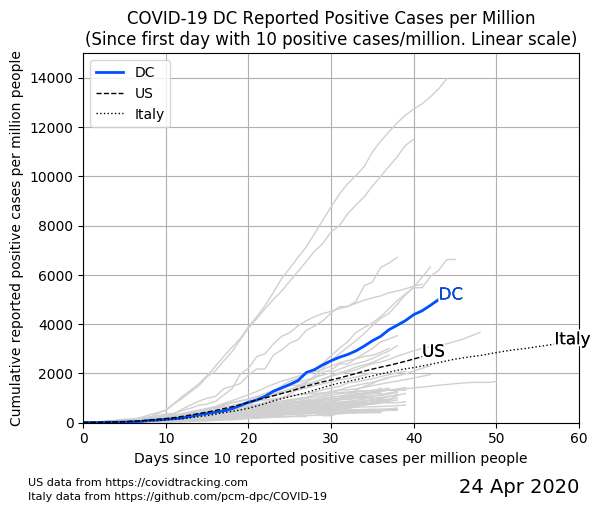 COVID-19 DC Reported Positive Cases per Million
(Since first day with 10 positive cases/million. Linear scale)
Cumulative reported positive cases per million people
14000
12000
10000
8000
6000
4000
2000
0
DC
US
Italy
DC
US
Italy
0 10 20 30 40 50 60
Days since 10 reported positive cases per million people
US data from https://covidtracking.com
Italy data from https://github.com/pcm-dpc/COVID-19
24 Apr 2020